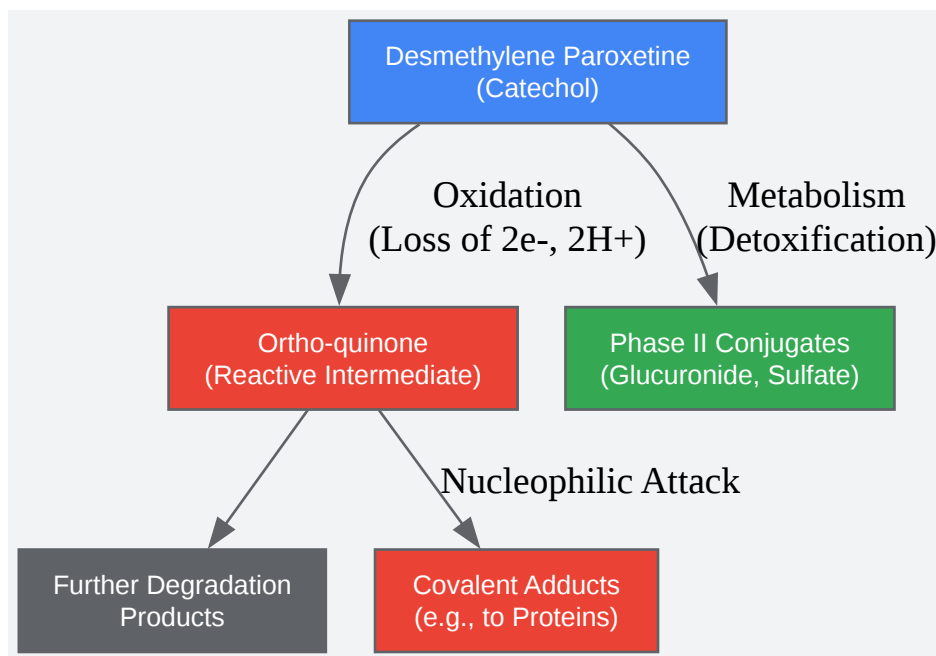 Desmethylene Paroxetine
(Catechol)
Oxidation
(Loss of 2e-, 2H+)
Metabolism
(Detoxification)
Ortho-quinone
(Reactive Intermediate)
Phase II Conjugates
(Glucuronide, Sulfate)
Nucleophilic Attack
Further Degradation
Products
Covalent Adducts
(e.g., to Proteins)